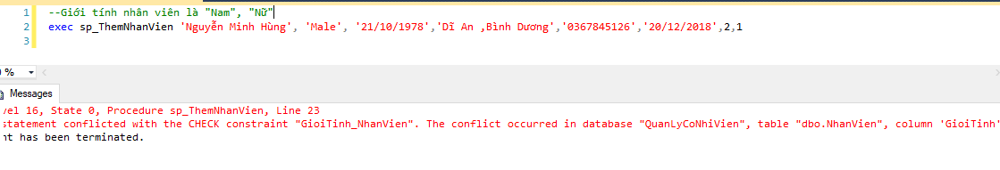 1 --Giới tính nhân viên là "Nam", "Nữ"
2 exec sp_ThemNhanVien 'Nguyễn Minh Hùng', 'Male', '21/10/1978','Dĩ An ,Bình Dương','0367845126','20/12/2018',2,1
3
%
Messages
vel 16, State 0, Procedure sp_ThemNhanVien, Line 23
statement conflicted with the CHECK constraint "GioiTinh_NhanVien". The conflict occurred in database "QuanLyCoNhiVien", table "dbo.NhanVien", column 'GioiTinh'
nt has been terminated.